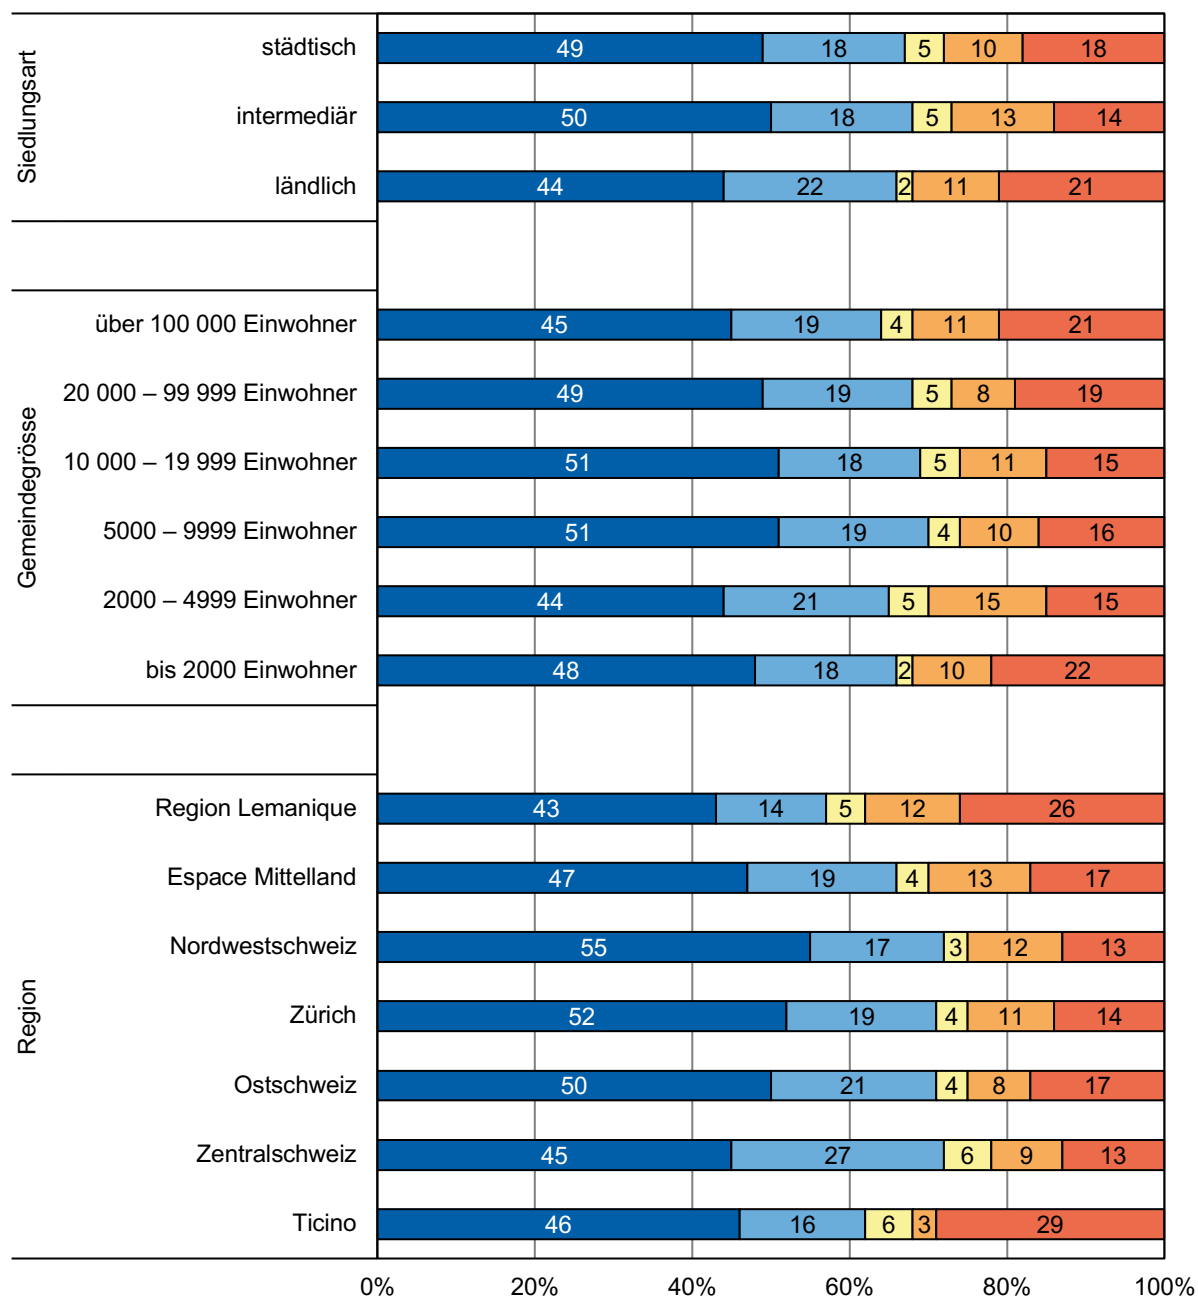 Siedlungsart
städtisch 49 18 5 10 18
intermediär 50 18 5 13 14
ländlich 44 22 2 11 21
Gemeindegrösse
über 100 000 Einwohner 45 19 4 11 21
20 000 – 99 999 Einwohner 49 19 5 8 19
10 000 – 19 999 Einwohner 51 18 5 11 15
5000 – 9999 Einwohner 51 19 4 10 16
2000 – 4999 Einwohner 44 21 5 15 15
bis 2000 Einwohner 48 18 2 10 22
Region
Region Lemanique 43 14 5 12 26
Espace Mittelland 47 19 4 13 17
Nordwestschweiz 55 17 3 12 13
Zürich 52 19 4 11 14
Ostschweiz 50 21 4 8 17
Zentralschweiz 45 27 6 9 13
Ticino 46 16 6 3 29
0% 20% 40% 60% 80% 100%